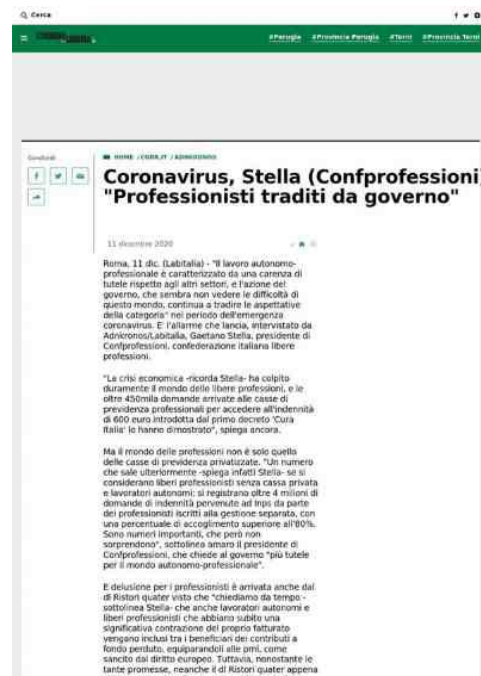 Cerca
#Perugia #Provincia Perugia #Terni #Provincia Terni
Condividi:
HOME / CORR.IT / ADNKRONOS
Coronavirus, Stella (Confprofessioni)
"Professionisti traditi da governo"
11 dicembre 2020
Roma, 11 dic. (Labitalia) - "Il lavoro autonomo-
professionale è caratterizzato da una carenza di
tutele rispetto agli altri settori, e l'azione del
governo, che sembra non vedere le difficoltà di
questo mondo, continua a tradire le aspettative
della categoria" nel periodo dell'emergenza
coronavirus. E' l'allarme che lancia, intervistato da
Adnkronos/Labitalia, Gaetano Stella, presidente di
Confprofessioni, confederazione italiana libere
professioni.
"La crisi economica -ricorda Stella- ha colpito
duramente il mondo delle libere professioni, e le
oltre 450mila domande arrivate alle casse di
previdenza professionali per accedere all'indennità
di 600 euro introdotta dal primo decreto 'Cura
Italia' lo hanno dimostrato", spiega ancora.
Ma il mondo delle professioni non è solo quello
delle casse di previdenza privatizzate. "Un numero
che sale ulteriormente -spiega infatti Stella- se si
considerano liberi professionisti senza cassa privata
e lavoratori autonomi: si registrano oltre 4 milioni di
domande di indennità pervenute ad Inps da parte
dei professionisti iscritti alla gestione separata, con
una percentuale di accoglimento superiore all'80%.
Sono numeri importanti, che però non
sorprendono", sottolinea amaro il presidente di
Confprofessioni, che chiede al governo "più tutele
per il mondo autonomo-professionale".
E delusione per i professionisti è arrivata anche dal
dl Ristori quater visto che "chiediamo da tempo -
sottolinea Stella- che anche lavoratori autonomi e
liberi professionisti che abbiano subito una
significativa contrazione del proprio fatturato
vengano inclusi tra i beneficiari dei contributi a
fondo perduto, equiparandoli alle pmi, come
sancito dal diritto europeo. Tuttavia, nonostante le
tante promesse, neanche il dl Ristori quater appena